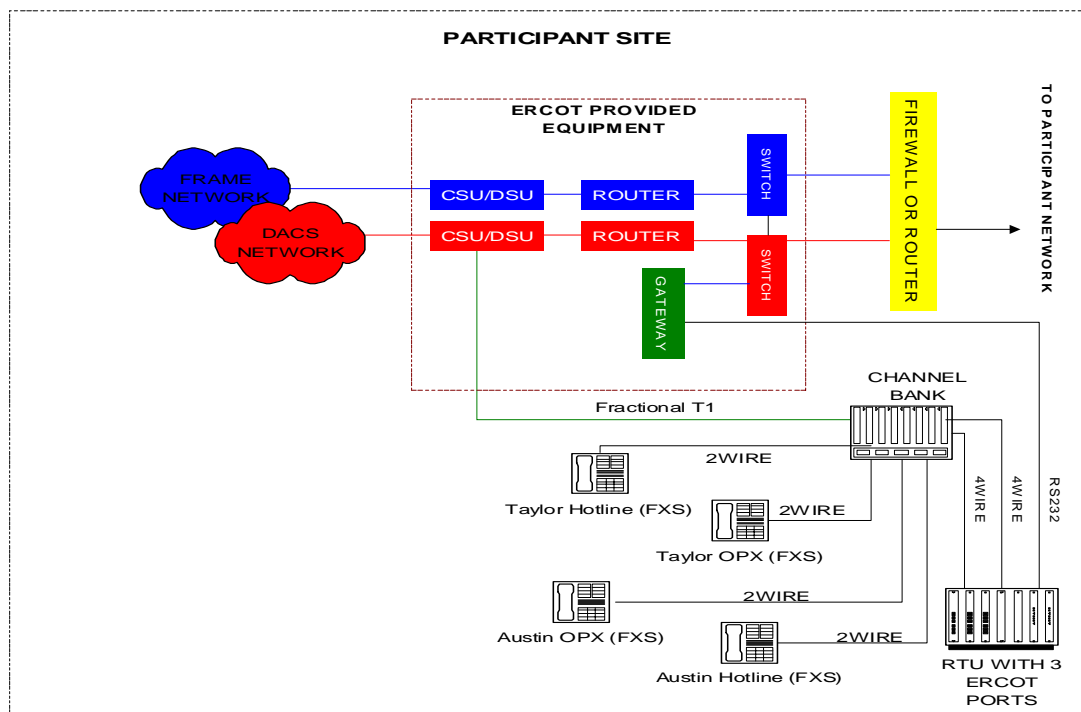 PARTICIPANT SITE
ERCOT PROVIDED
EQUIPMENT
TO PARTICIPANT NETWORK
FIREWALL OR ROUTER
FRAME
NETWORK
CSU/DSU
ROUTER
SWITCH
DACS
NETWORK
CSU/DSU
ROUTER
SWITCH
GATEWAY
CHANNEL
BANK
Fractional T1
2WIRE
Taylor Hotline (FXS)
2WIRE
Taylor OPX (FXS)
4WIRE
4WIRE
RS232
2WIRE
Austin OPX (FXS)
2WIRE
Austin Hotline (FXS)
RTU WITH 3
ERCOT
PORTS